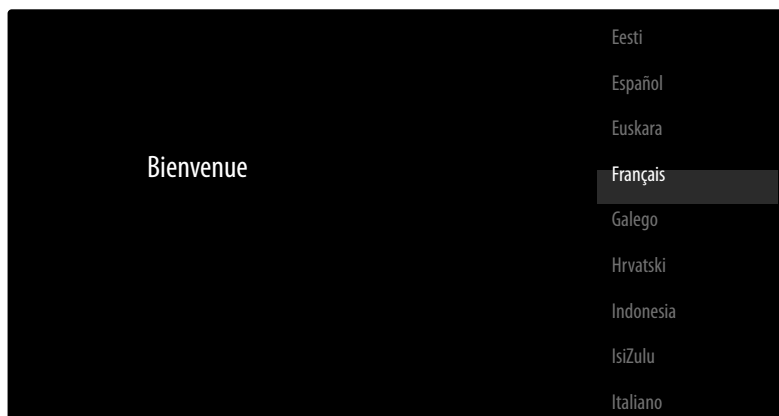 Bienvenue
Eesti
Español
Euskara
Français
Galego
Hrvatski
Indonesia
IsiZulu
Italiano